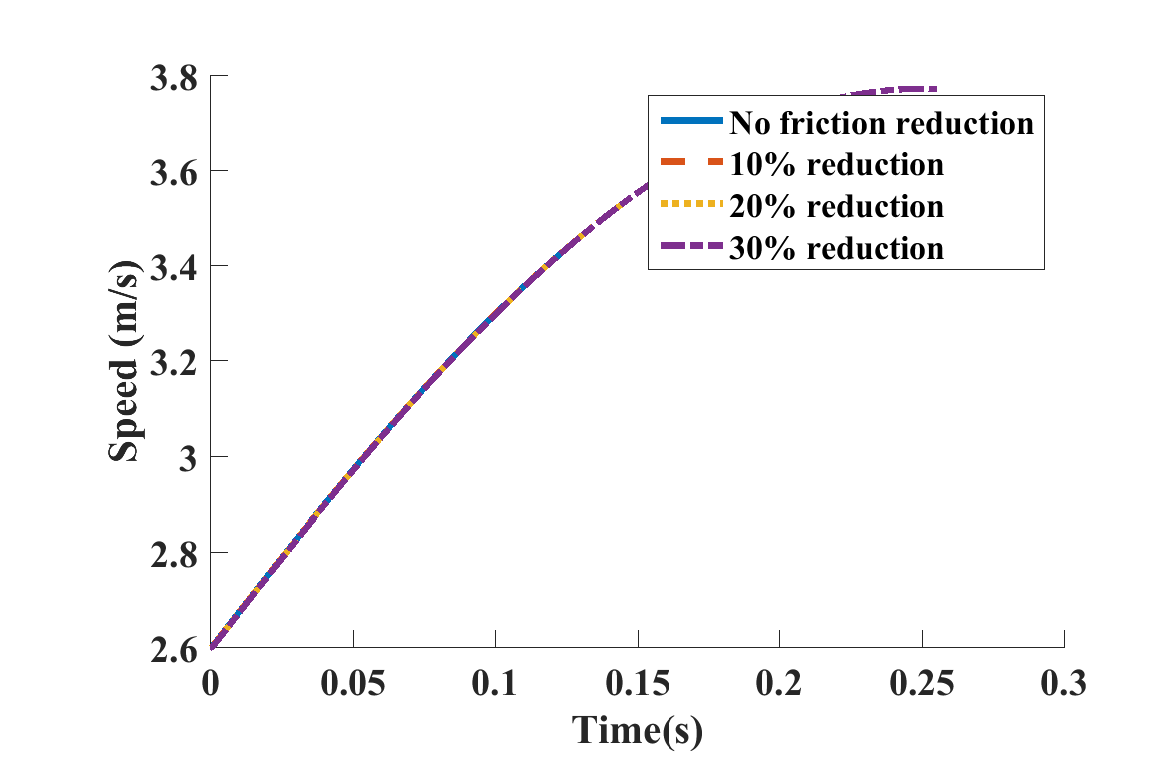 3.8
3.6
3.4
3.2
3
2.8
2.6
Speed (m/s)
No friction reduction
10% reduction
20% reduction
30% reduction
0 0.05 0.1 0.15 0.2 0.25 0.3
Time(s)